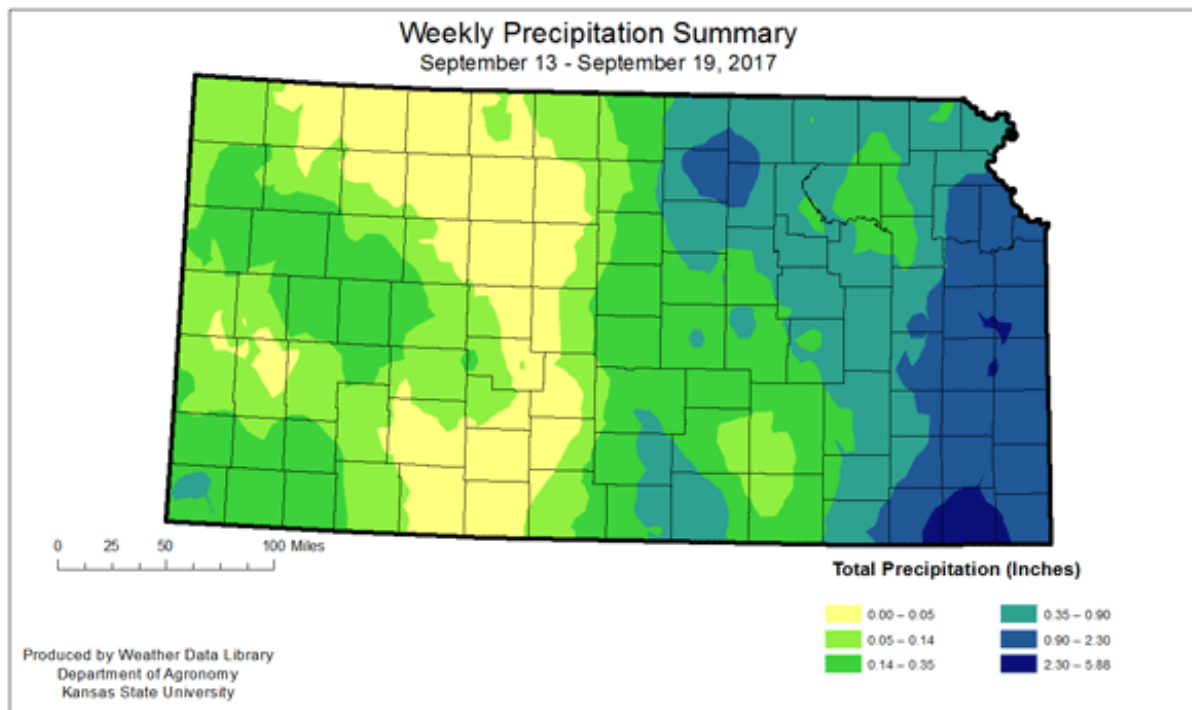 Weekly Precipitation Summary
September 13 - September 19, 2017
0 25 50 100 Miles
Total Precipitation (Inches)
0.00 – 0.05
0.35 – 0.90
0.05 – 0.14
0.90 – 2.30
0.14 – 0.35
2.30 – 5.88
Produced by Weather Data Library
Department of Agronomy
Kansas State University